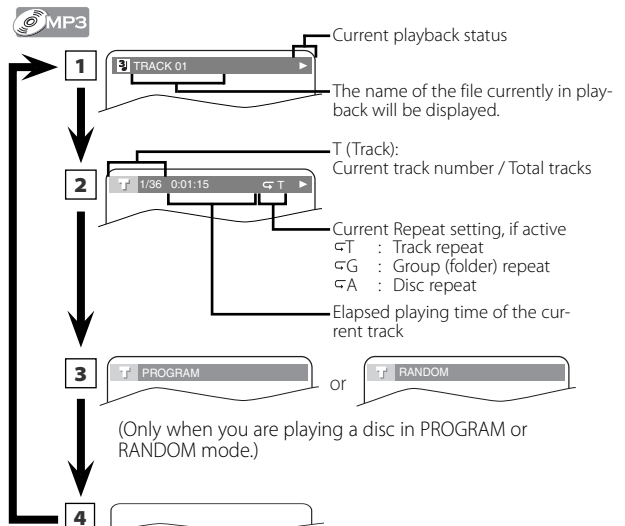 MP3
Current playback status
1
TRACK 01
The name of the file currently in play-
back will be displayed.
T (Track):
Current track number / Total tracks
2
T 1/36 0:01:15 T
Current Repeat setting, if active
T : Track repeat
G : Group (folder) repeat
A : Disc repeat
Elapsed playing time of the cur-
rent track
3
T PROGRAM
or
T RANDOM
(Only when you are playing a disc in PROGRAM or
RANDOM mode.)
4